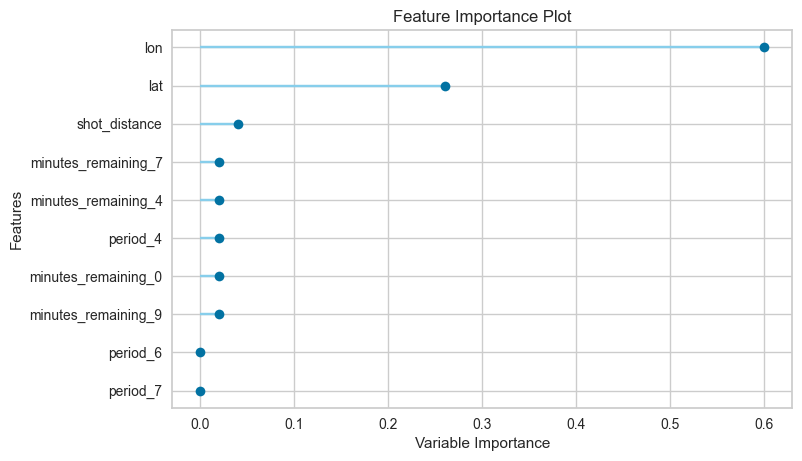 Feature Importance Plot
lon
lat
shot_distance
minutes_remaining_7
minutes_remaining_4
period_4
minutes_remaining_0
minutes_remaining_9
period_6
period_7
Features
0.0 0.1 0.2 0.3 0.4 0.5 0.6
Variable Importance